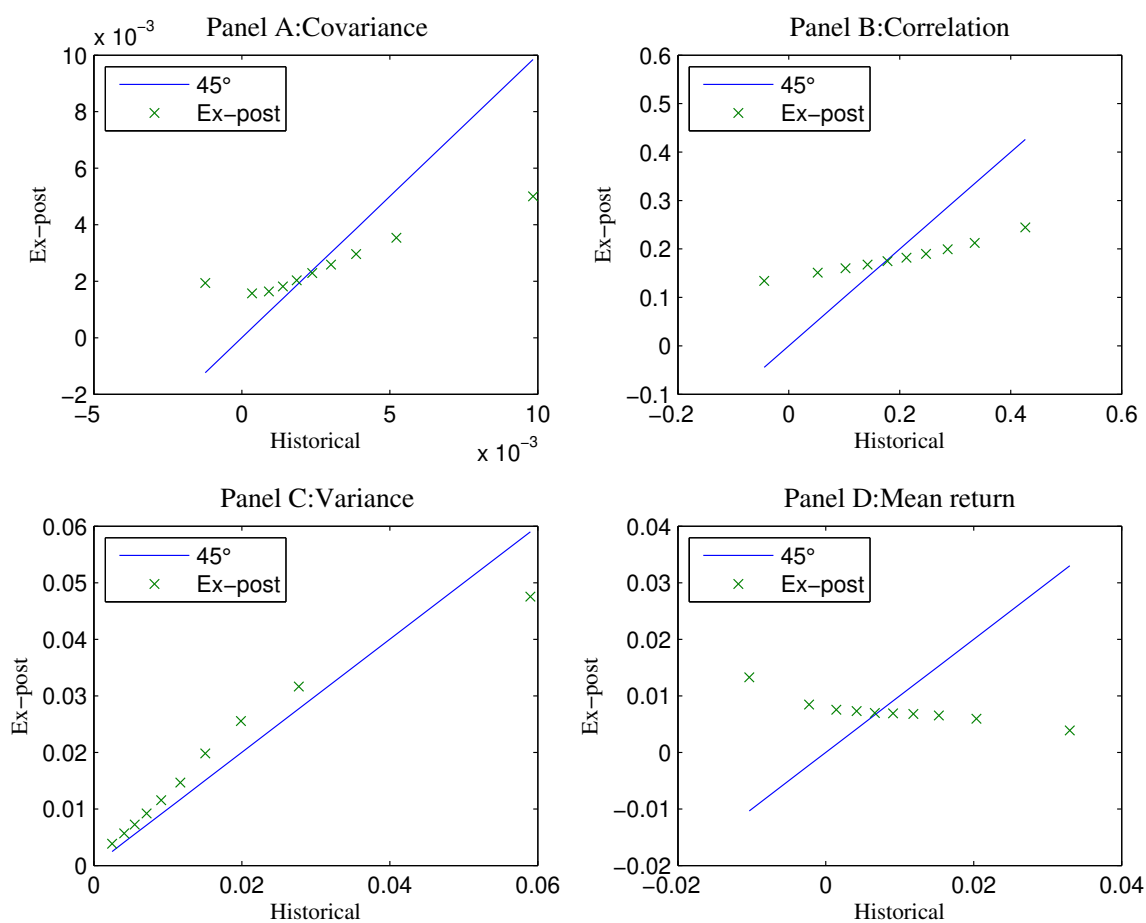 Panel A:Covariance
x 10⁻³
10
8
6
4
2
0
−2
−5
0
5
10
x 10⁻³
Historical
Ex−post
45°
Ex−post
Panel B:Correlation
0.6
0.5
0.4
0.3
0.2
0.1
0
−0.1
−0.2
0
0.2
0.4
0.6
Historical
Ex−post
45°
Ex−post
Panel C:Variance
0.06
0.05
0.04
0.03
0.02
0.01
0
0
0.02
0.04
0.06
Historical
Ex−post
45°
Ex−post
Panel D:Mean return
0.04
0.03
0.02
0.01
0
−0.01
−0.02
−0.02
0
0.02
0.04
Historical
Ex−post
45°
Ex−post